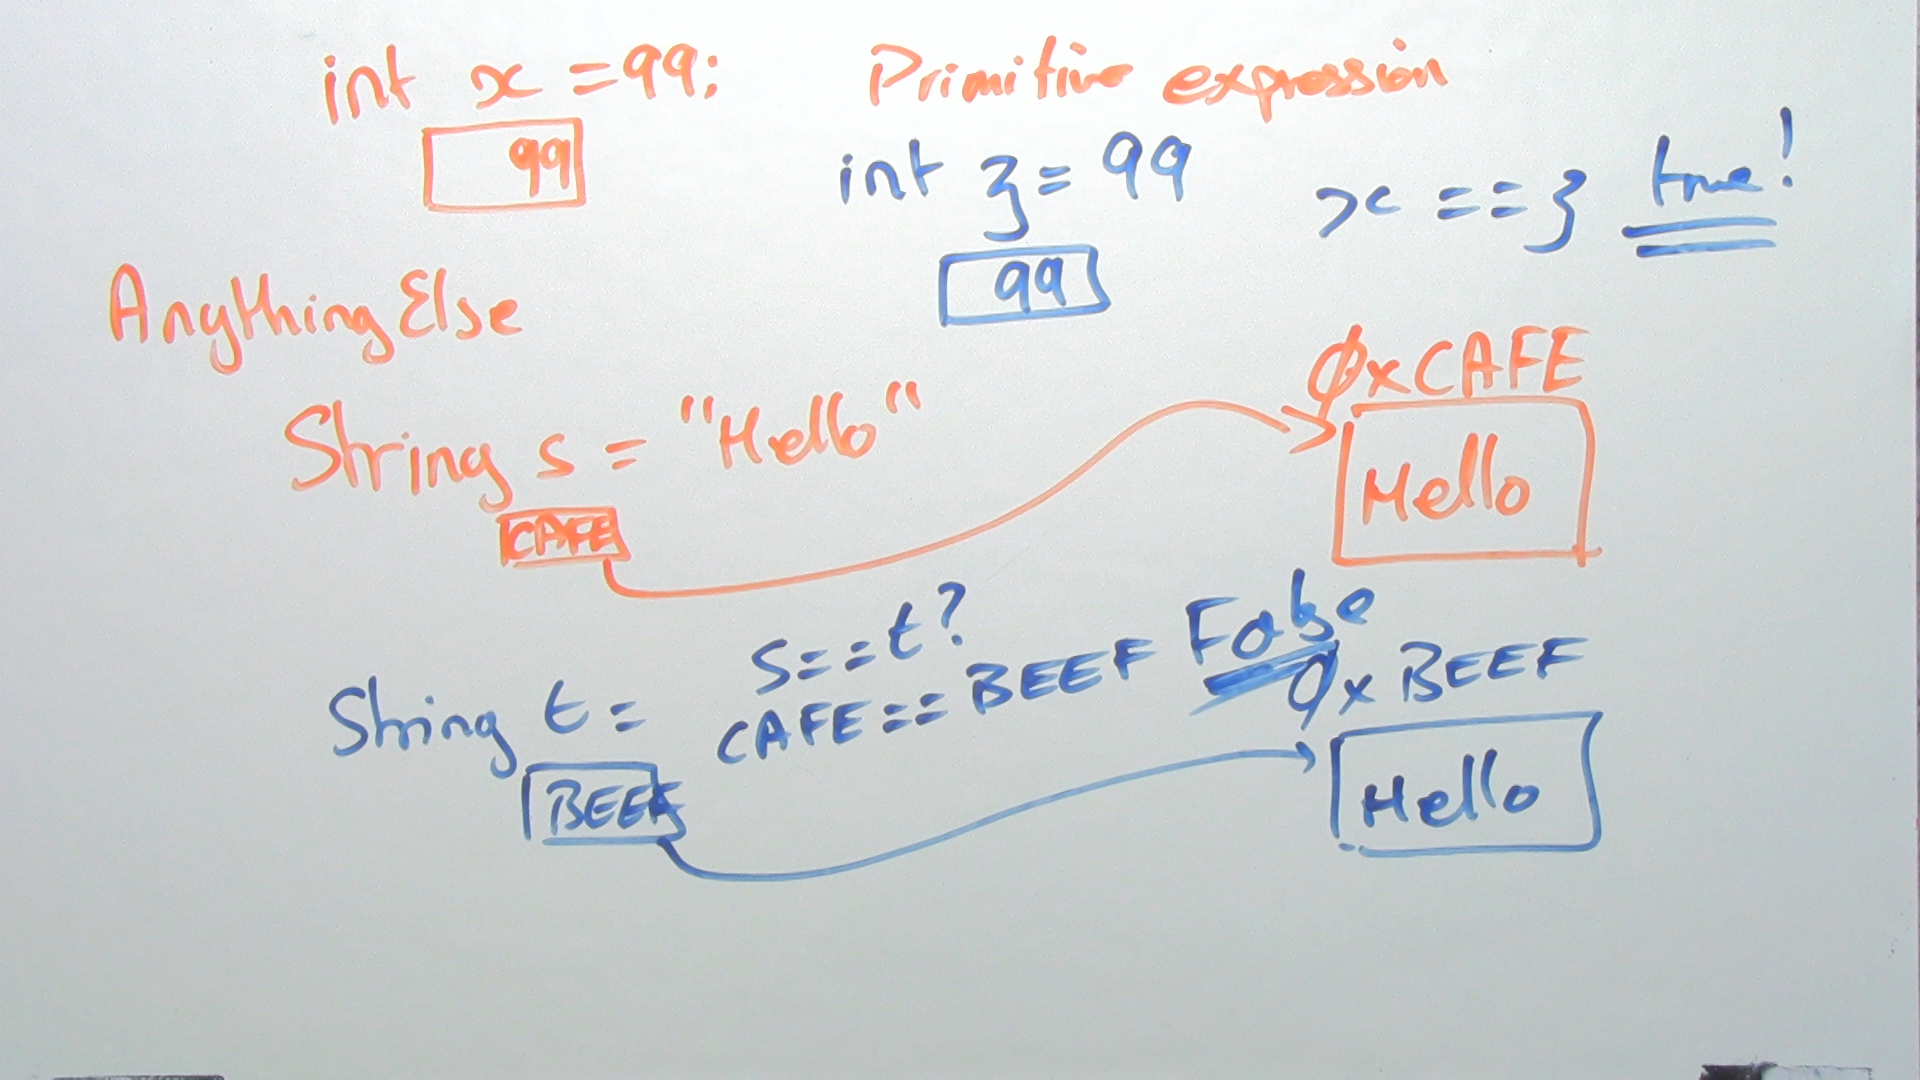 int x = 99;
Primitive expression
99
int z = 99
x == z true!
99
Anything Else
0xCAFE
String s = "Hello"
Hello
CAFE
s == t?
CAFE == BEEF False
0x BEEF
String t =
BEEF
Hello